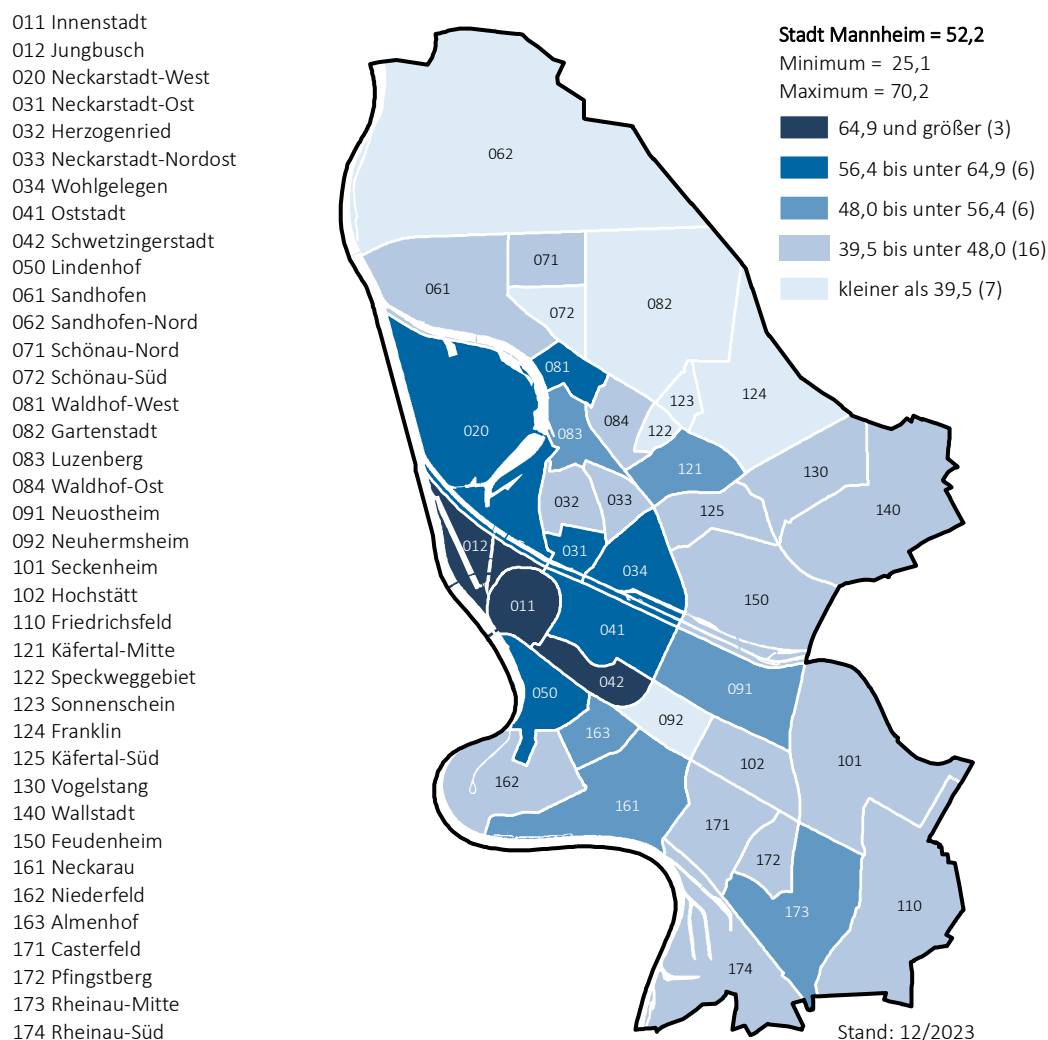 011 Innenstadt
012 Jungbusch
020 Neckarstadt-West
031 Neckarstadt-Ost
032 Herzogenried
033 Neckarstadt-Nordost
034 Wohlgelegen
041 Oststadt
042 Schwetzingerstadt
050 Lindenhof
061 Sandhofen
062 Sandhofen-Nord
071 Schönau-Nord
072 Schönau-Süd
081 Waldhof-West
082 Gartenstadt
083 Luzenberg
084 Waldhof-Ost
091 Neuostheim
092 Neuhermsheim
101 Seckenheim
102 Hochstätt
110 Friedrichsfeld
121 Käfertal-Mitte
122 Speckweggebiet
123 Sonnenschein
124 Franklin
125 Käfertal-Süd
130 Vogelstang
140 Wallstadt
150 Feudenheim
161 Neckarau
162 Niederfeld
163 Almenhof
171 Casterfeld
172 Pfingstberg
173 Rheinau-Mitte
174 Rheinau-Süd
Stadt Mannheim = 52,2
Minimum = 25,1
Maximum = 70,2
64,9 und größer (3)
56,4 bis unter 64,9 (6)
48,0 bis unter 56,4 (6)
39,5 bis unter 48,0 (16)
kleiner als 39,5 (7)
062
071
061
072
082
081
124
123
084
122
020
083
121
130
032
033
125
140
012
031
034
150
011
041
042
091
050
092
163
101
102
162
161
171
172
110
173
174
Stand: 12/2023